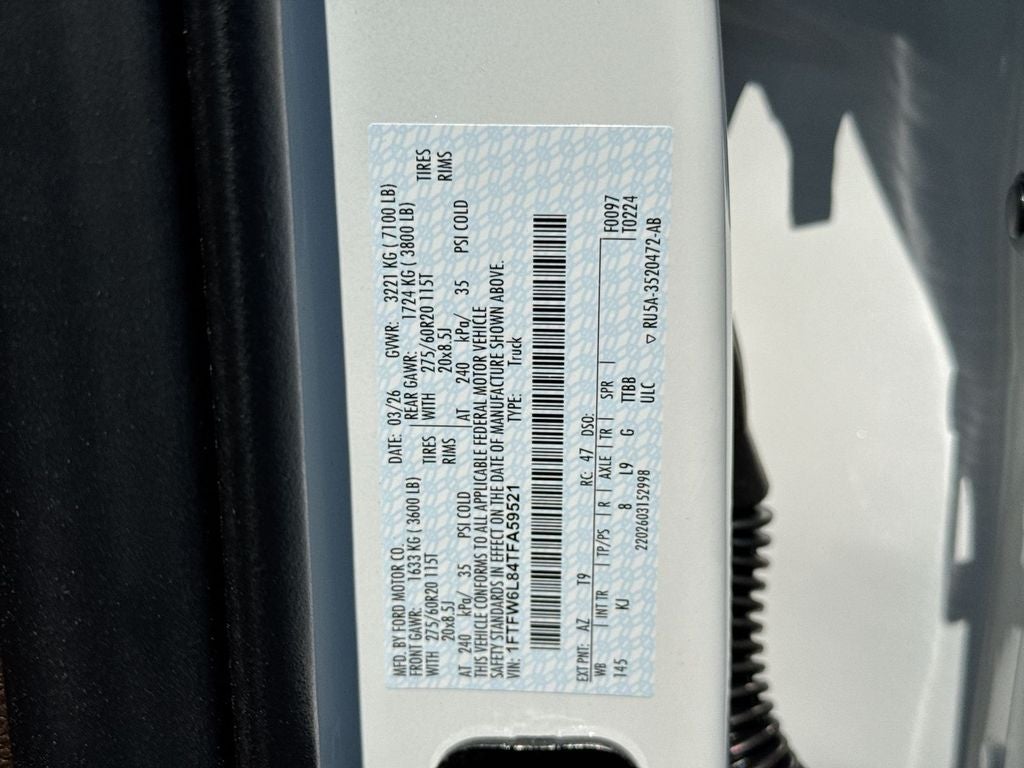 MFD. BY FORD MOTOR CO. DATE: 03/26 GVWR: 3221 KG ( 7100 LB)
FRONT GAWR: 1633 KG ( 3600 LB) REAR GAWR: 1724 KG ( 3800 LB)
WITH 275/60R20 115T TIRES WITH 275/60R20 115T TIRES
20x8.5J RIMS 20x8.5J RIMS
AT 240 kPa/ 35 PSI COLD AT 240 kPa/ 35 PSI COLD
THIS VEHICLE CONFORMS TO ALL APPLICABLE FEDERAL MOTOR VEHICLE
SAFETY STANDARDS IN EFFECT ON THE DATE OF MANUFACTURE SHOWN ABOVE.
VIN: 1FTFW6L84TFA59521 TYPE: Truck
EXT PNT: AZ T9 RC: 47 DSO:
WB INT TR TP/PS R AXLE TR SPR F0097
145 KJ 8 L9 G TTBB T0224
2202603152998 ULC
RU5A-3520472-AB